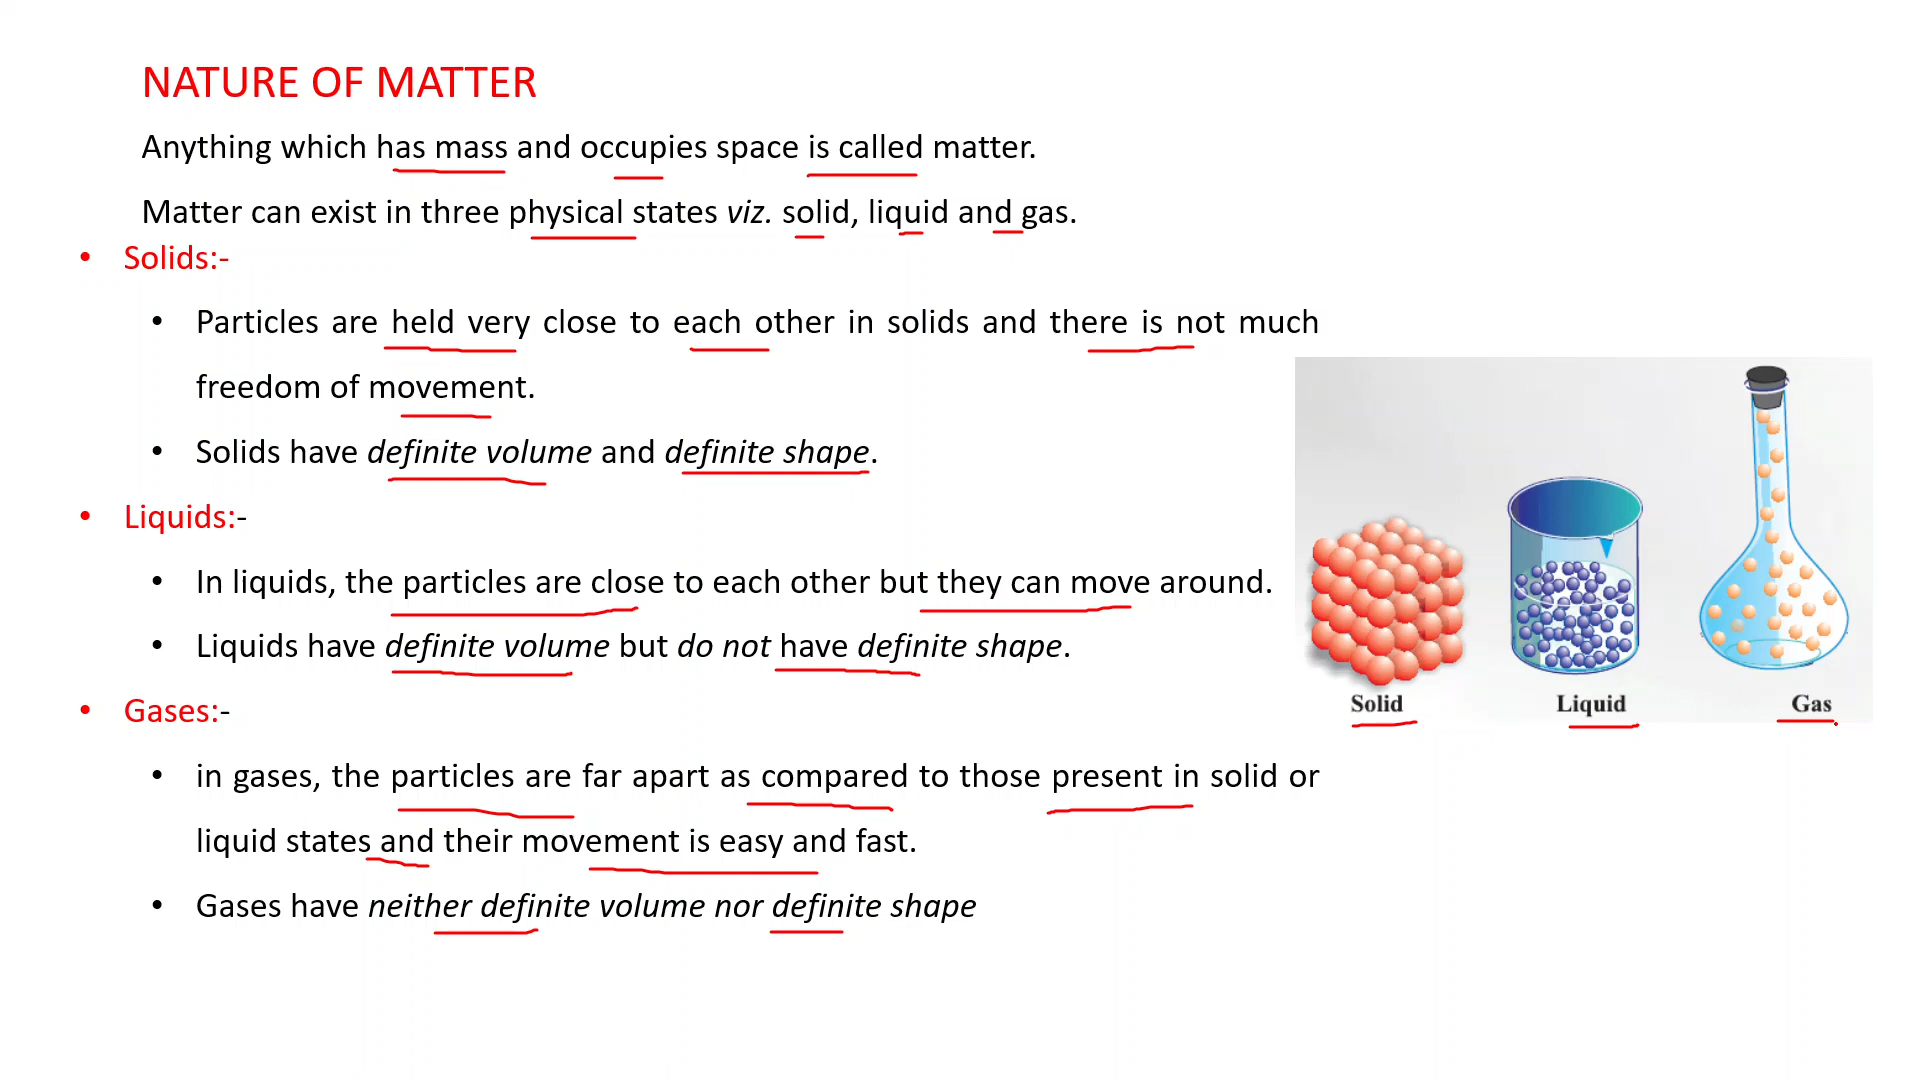 NATURE OF MATTER
Anything which has mass and occupies space is called matter.
Matter can exist in three physical states viz. solid, liquid and gas.
• Solids:-
• Particles are held very close to each other in solids and there is not much
freedom of movement.
• Solids have definite volume and definite shape.
• Liquids:-
• In liquids, the particles are close to each other but they can move around.
• Liquids have definite volume but do not have definite shape.
• Gases:-
• in gases, the particles are far apart as compared to those present in solid or
liquid states and their movement is easy and fast.
• Gases have neither definite volume nor definite shape
Solid Liquid Gas